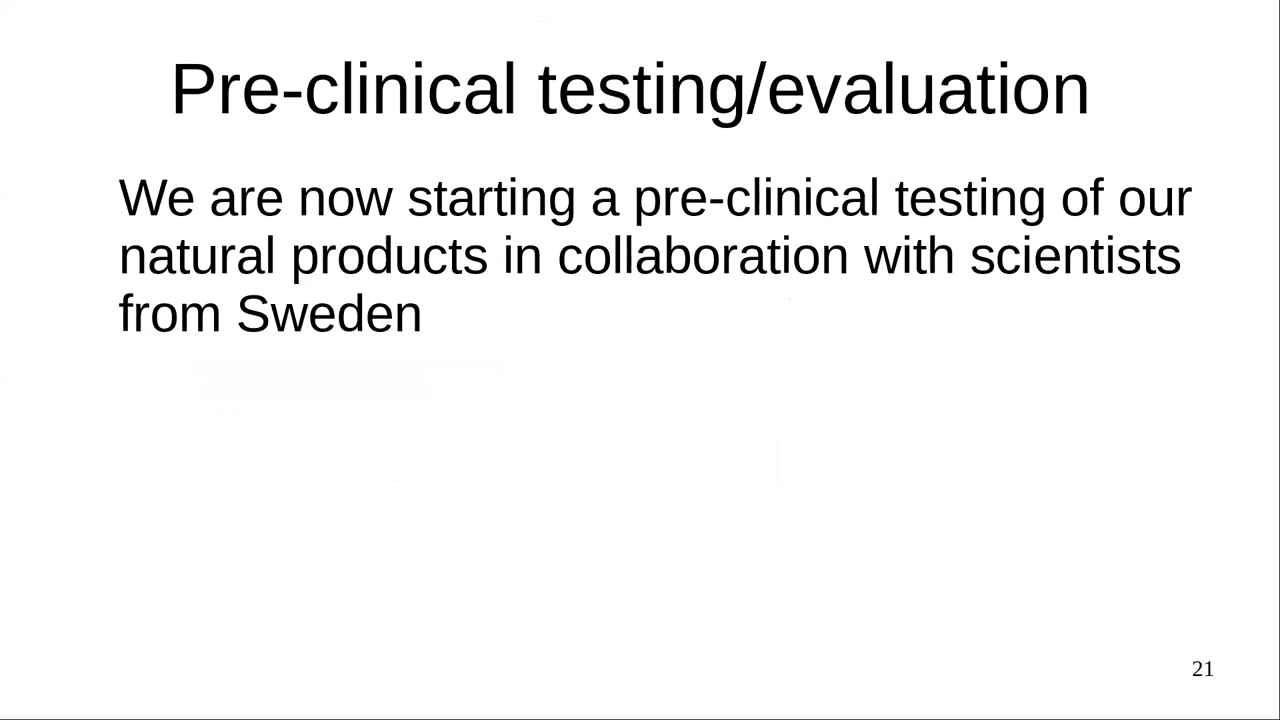 Pre-clinical testing/evaluation
We are now starting a pre-clinical testing of our
natural products in collaboration with scientists
from Sweden
21